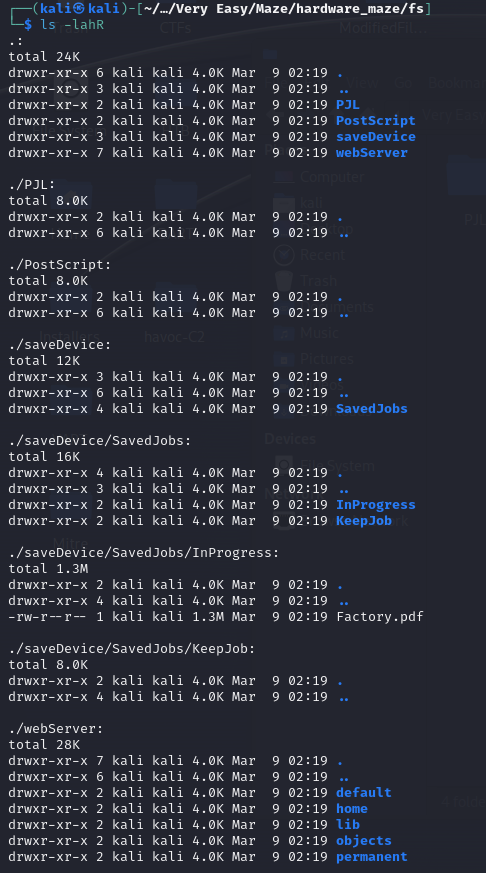 ┌──(kali㉿kali)-[~/…/Very Easy/Maze/hardware_maze/fs]
└─$ ls -lahR
.:
total 24K
drwxr-xr-x 6 kali kali 4.0K Mar  9 02:19 .
drwxr-xr-x 3 kali kali 4.0K Mar  9 02:19 ..
drwxr-xr-x 2 kali kali 4.0K Mar  9 02:19 PJL
drwxr-xr-x 2 kali kali 4.0K Mar  9 02:19 PostScript
drwxr-xr-x 3 kali kali 4.0K Mar  9 02:19 saveDevice
drwxr-xr-x 7 kali kali 4.0K Mar  9 02:19 webServer

./PJL:
total 8.0K
drwxr-xr-x 2 kali kali 4.0K Mar  9 02:19 .
drwxr-xr-x 6 kali kali 4.0K Mar  9 02:19 ..

./PostScript:
total 8.0K
drwxr-xr-x 2 kali kali 4.0K Mar  9 02:19 .
drwxr-xr-x 6 kali kali 4.0K Mar  9 02:19 ..

./saveDevice:
total 12K
drwxr-xr-x 3 kali kali 4.0K Mar  9 02:19 .
drwxr-xr-x 6 kali kali 4.0K Mar  9 02:19 ..
drwxr-xr-x 4 kali kali 4.0K Mar  9 02:19 SavedJobs

./saveDevice/SavedJobs:
total 16K
drwxr-xr-x 4 kali kali 4.0K Mar  9 02:19 .
drwxr-xr-x 3 kali kali 4.0K Mar  9 02:19 ..
drwxr-xr-x 2 kali kali 4.0K Mar  9 02:19 InProgress
drwxr-xr-x 2 kali kali 4.0K Mar  9 02:19 KeepJob

./saveDevice/SavedJobs/InProgress:
total 1.3M
drwxr-xr-x 2 kali kali 4.0K Mar  9 02:19 .
drwxr-xr-x 4 kali kali 4.0K Mar  9 02:19 ..
-rw-r--r-- 1 kali kali 1.3M Mar  9 02:19 Factory.pdf

./saveDevice/SavedJobs/KeepJob:
total 8.0K
drwxr-xr-x 2 kali kali 4.0K Mar  9 02:19 .
drwxr-xr-x 4 kali kali 4.0K Mar  9 02:19 ..

./webServer:
total 28K
drwxr-xr-x 7 kali kali 4.0K Mar  9 02:19 .
drwxr-xr-x 6 kali kali 4.0K Mar  9 02:19 ..
drwxr-xr-x 2 kali kali 4.0K Mar  9 02:19 default
drwxr-xr-x 2 kali kali 4.0K Mar  9 02:19 home
drwxr-xr-x 2 kali kali 4.0K Mar  9 02:19 lib
drwxr-xr-x 2 kali kali 4.0K Mar  9 02:19 objects
drwxr-xr-x 2 kali kali 4.0K Mar  9 02:19 permanent